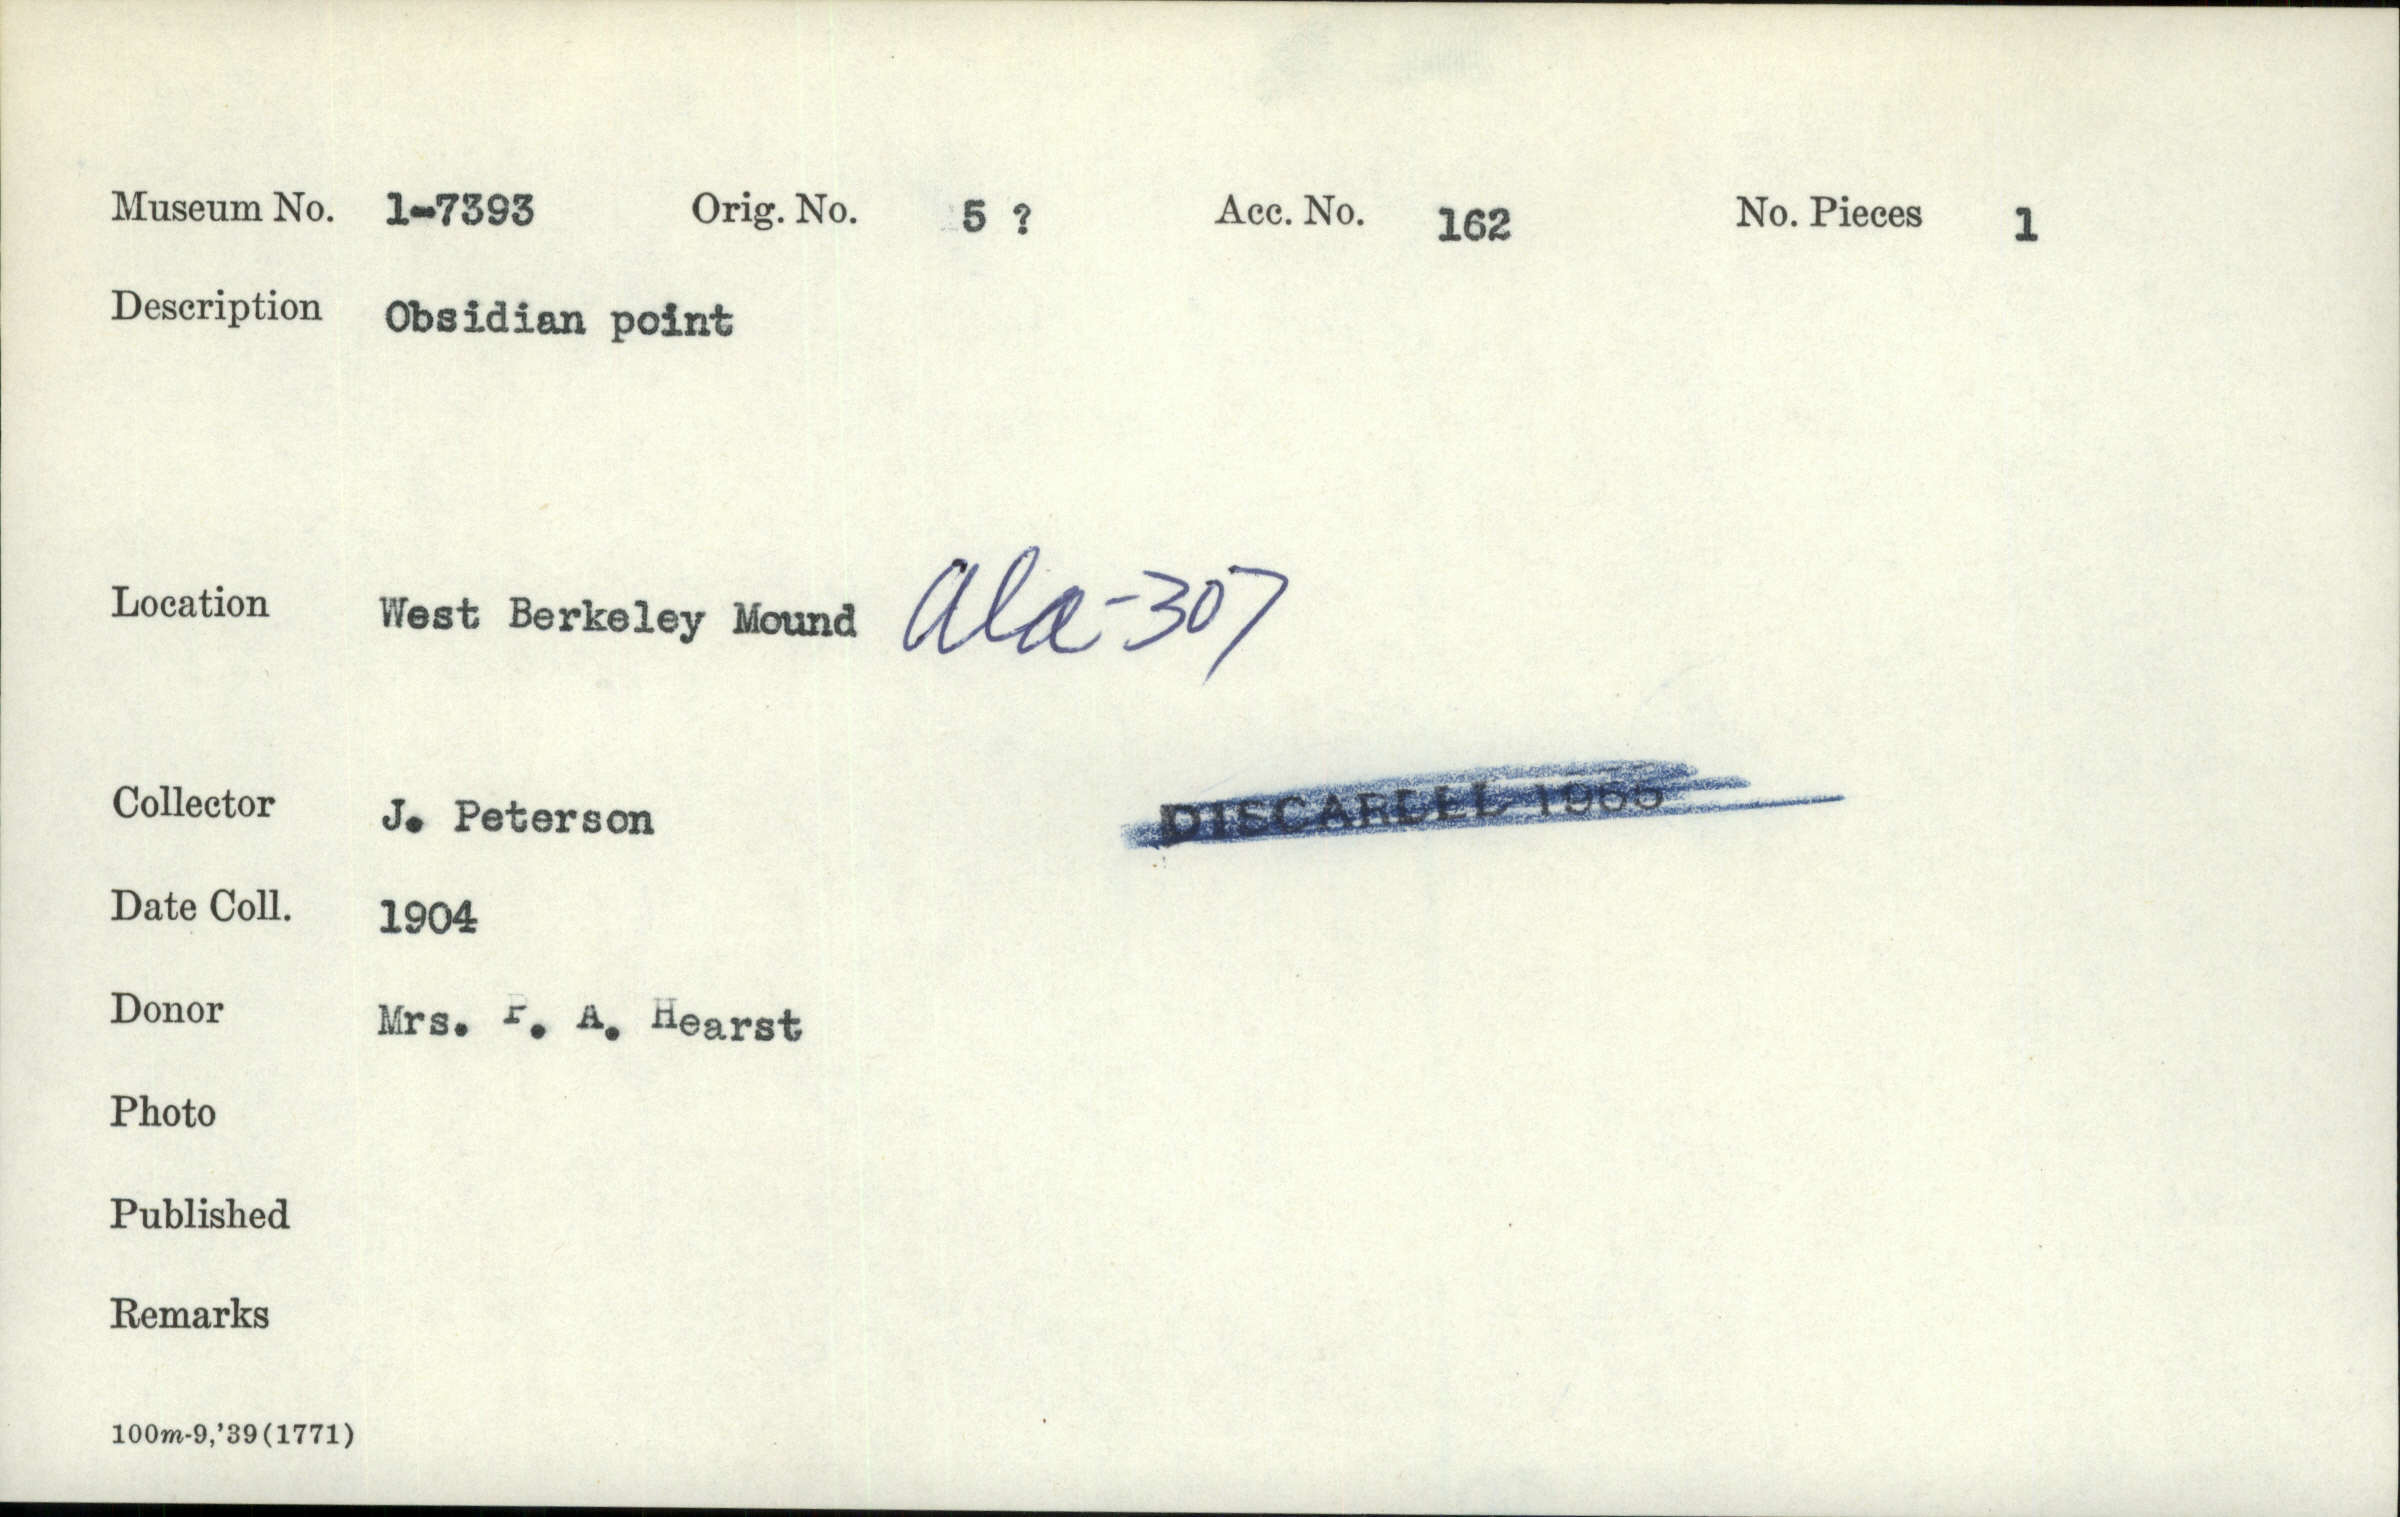 Museum No. 1-7393 Orig. No. 5 ? Acc. No. 162 No. Pieces 1
Description Obsidian point
Location West Berkeley Mound Ala-307
Collector J. Peterson
DISCARDED
Date Coll. 1904
Donor Mrs. P. A. Hearst
Photo
Published
Remarks
100m-9,'39(1771)